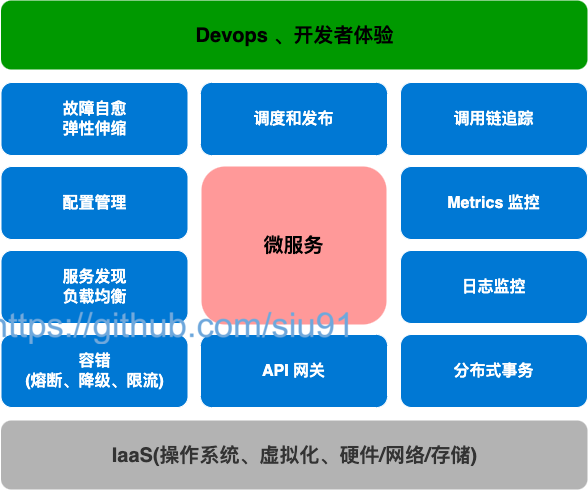 Devops 、开发者体验
故障自愈
弹性伸缩
调度和发布
调用链追踪
配置管理
微服务
Metrics 监控
服务发现
负载均衡
日志监控
https://github.com/siu91
容错
(熔断、降级、限流)
API 网关
分布式事务
IaaS(操作系统、虚拟化、硬件/网络/存储)